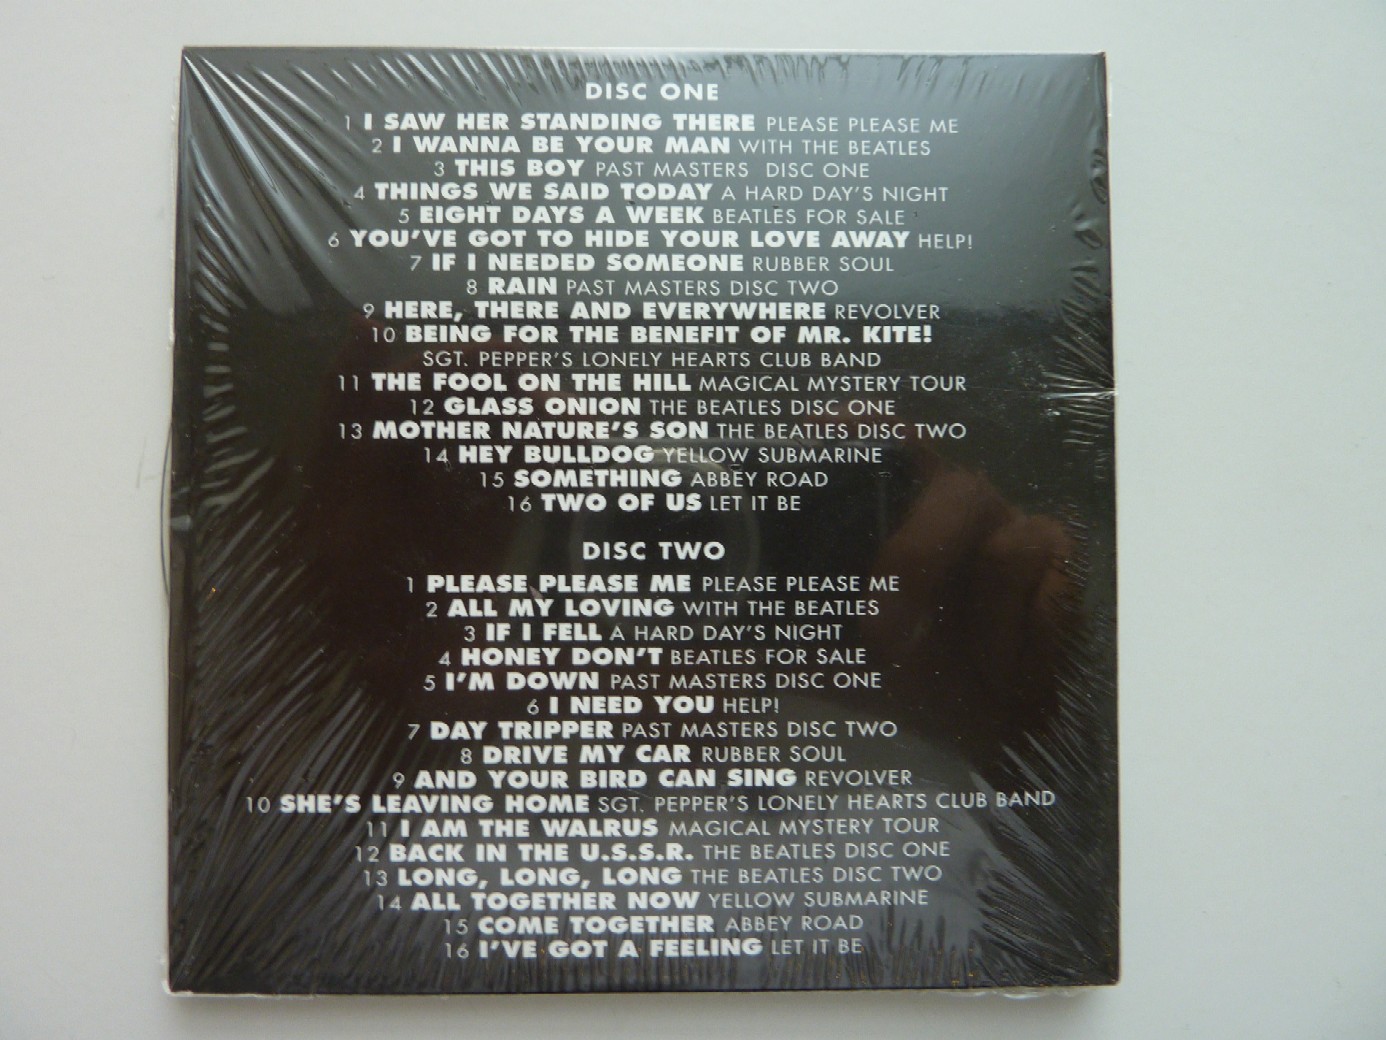 DISC ONE
1 I SAW HER STANDING THERE PLEASE PLEASE ME
2 I WANNA BE YOUR MAN WITH THE BEATLES
3 THIS BOY PAST MASTERS DISC ONE
4 THINGS WE SAID TODAY A HARD DAY'S NIGHT
5 EIGHT DAYS A WEEK BEATLES FOR SALE
6 YOU'VE GOT TO HIDE YOUR LOVE AWAY HELP!
7 IF I NEEDED SOMEONE RUBBER SOUL
8 RAIN PAST MASTERS DISC TWO
9 HERE, THERE AND EVERYWHERE REVOLVER
10 BEING FOR THE BENEFIT OF MR. KITE!
SGT. PEPPER'S LONELY HEARTS CLUB BAND
11 THE FOOL ON THE HILL MAGICAL MYSTERY TOUR
12 GLASS ONION THE BEATLES DISC ONE
13 MOTHER NATURE'S SON THE BEATLES DISC TWO
14 HEY BULLDOG YELLOW SUBMARINE
15 SOMETHING ABBEY ROAD
16 TWO OF US LET IT BE
DISC TWO
1 PLEASE PLEASE ME PLEASE PLEASE ME
2 ALL MY LOVING WITH THE BEATLES
3 IF I FELL A HARD DAY'S NIGHT
4 HONEY DON'T BEATLES FOR SALE
5 I'M DOWN PAST MASTERS DISC ONE
6 I NEED YOU HELP!
7 DAY TRIPPER PAST MASTERS DISC TWO
8 DRIVE MY CAR RUBBER SOUL
9 AND YOUR BIRD CAN SING REVOLVER
10 SHE'S LEAVING HOME SGT. PEPPER'S LONELY HEARTS CLUB BAND
11 I AM THE WALRUS MAGICAL MYSTERY TOUR
12 BACK IN THE U.S.S.R. THE BEATLES DISC ONE
13 LONG, LONG, LONG THE BEATLES DISC TWO
14 ALL TOGETHER NOW YELLOW SUBMARINE
15 COME TOGETHER ABBEY ROAD
16 I'VE GOT A FEELING LET IT BE